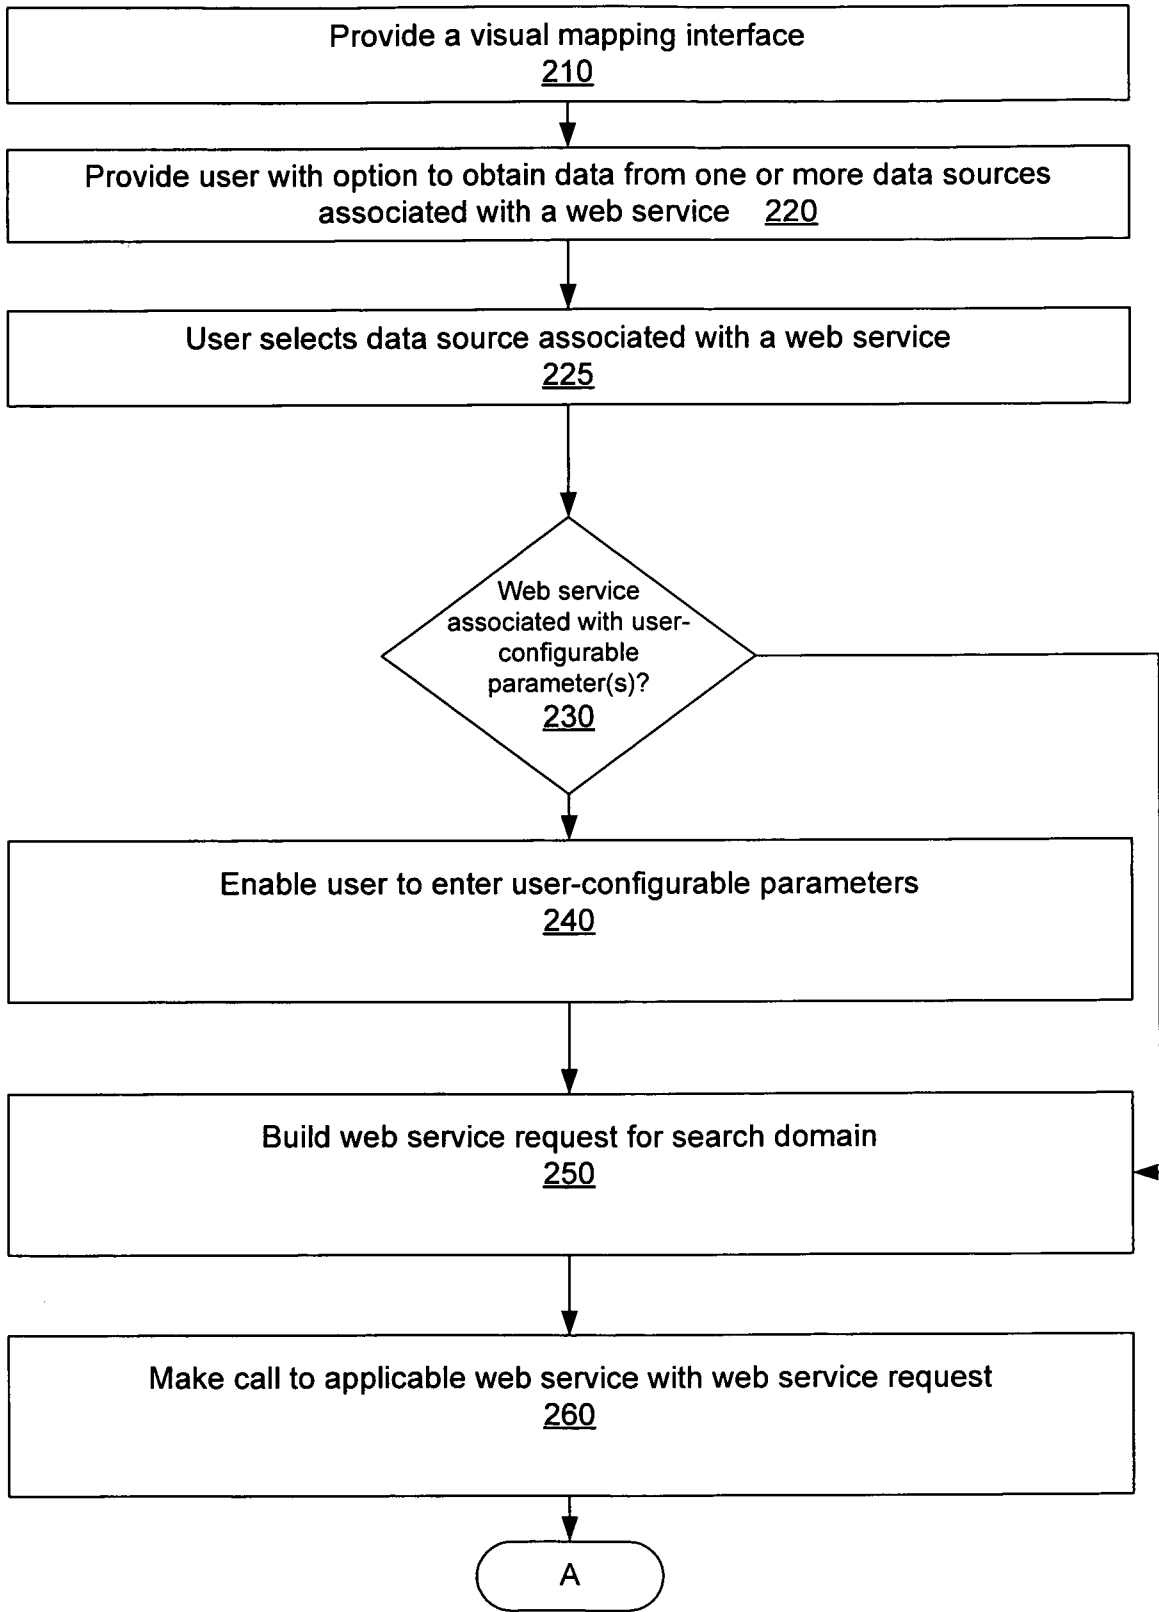 Provide a visual mapping interface
210
Provide user with option to obtain data from one or more data sources
associated with a web service 220
User selects data source associated with a web service
225
Web service
associated with user-
configurable
parameter(s)?
230
Enable user to enter user-configurable parameters
240
Build web service request for search domain
250
Make call to applicable web service with web service request
260
A